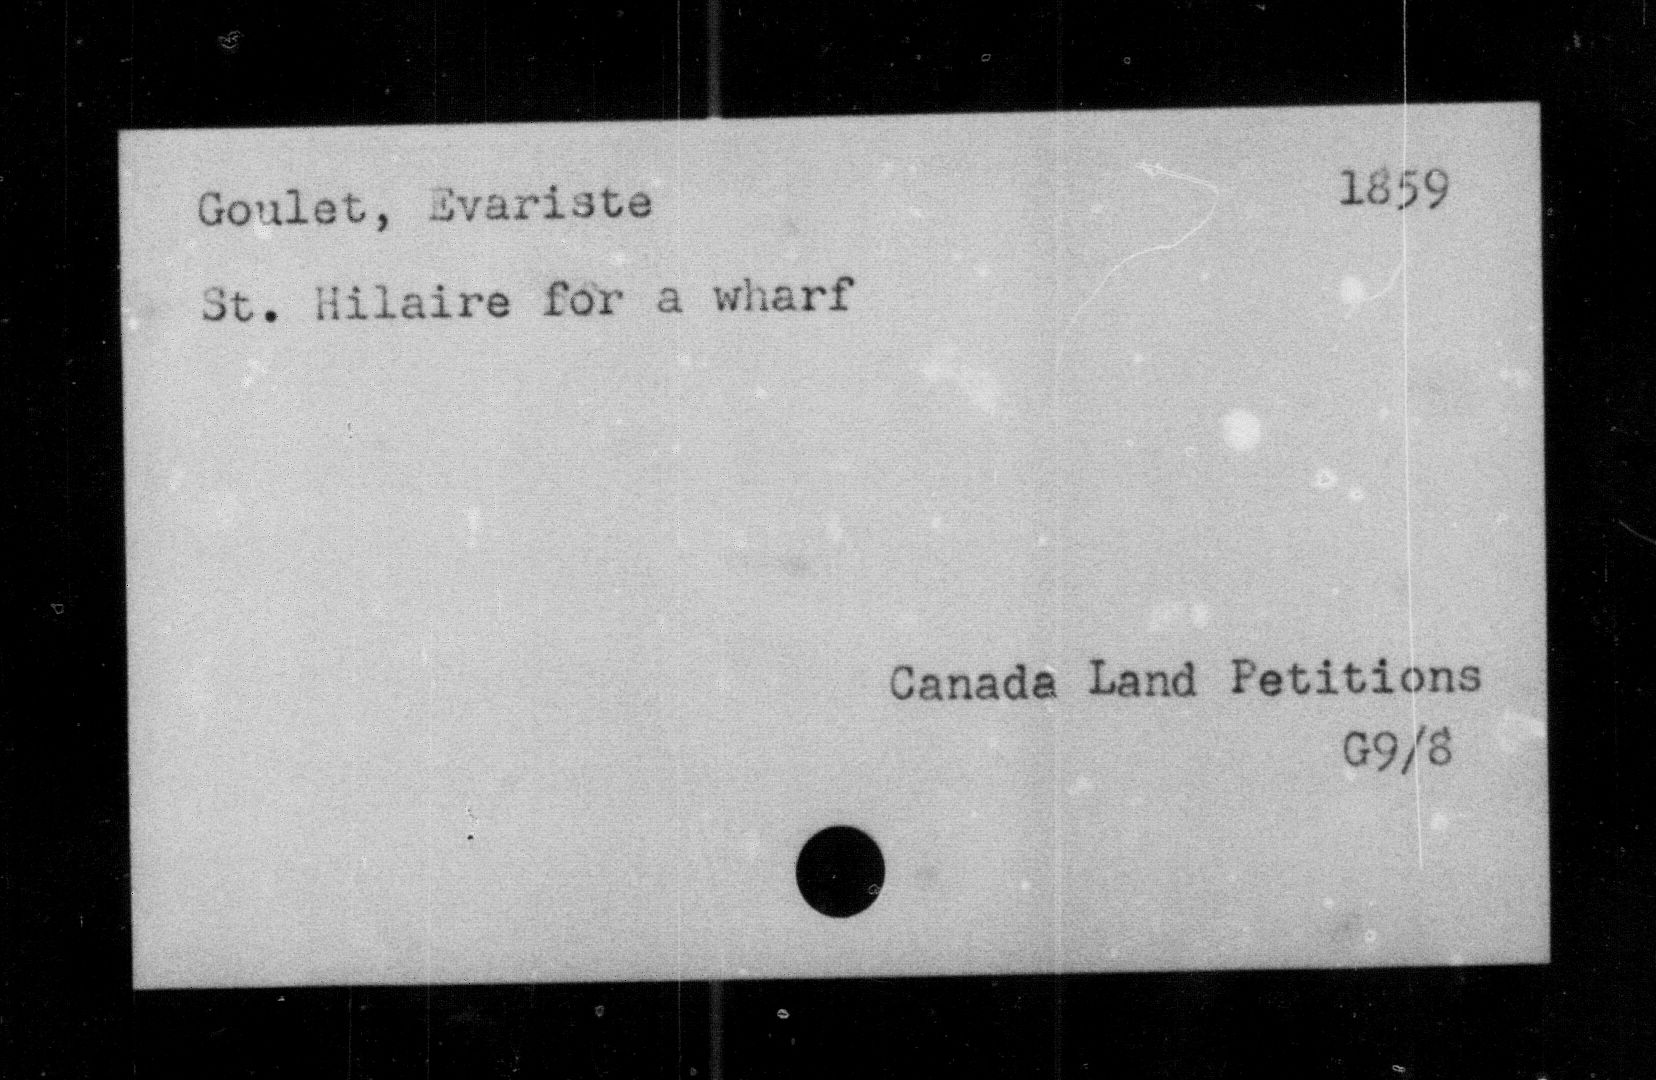 Goulet, Evariste 1859
St. Hilaire for a wharf
Canada Land Petitions
G9/8